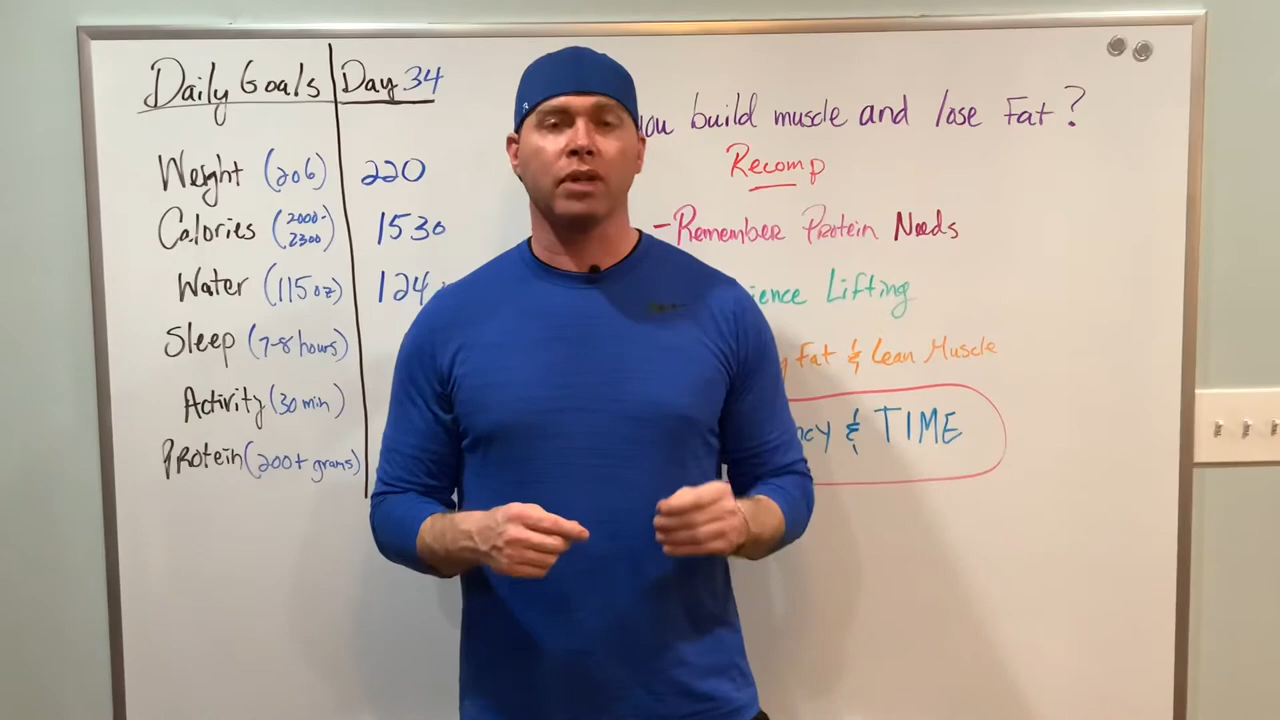 Daily Goals Day 34
Weight (206) 220
Calories (2000-2300) 1530
Water (115oz) 124
Sleep (7-8 hours)
Activity (30 min)
Protein (200+ grams)
you build muscle and lose Fat?
Recomp
-Remember Protein Needs
ience Lifting
Fat & Lean Muscle
ncy & TIME